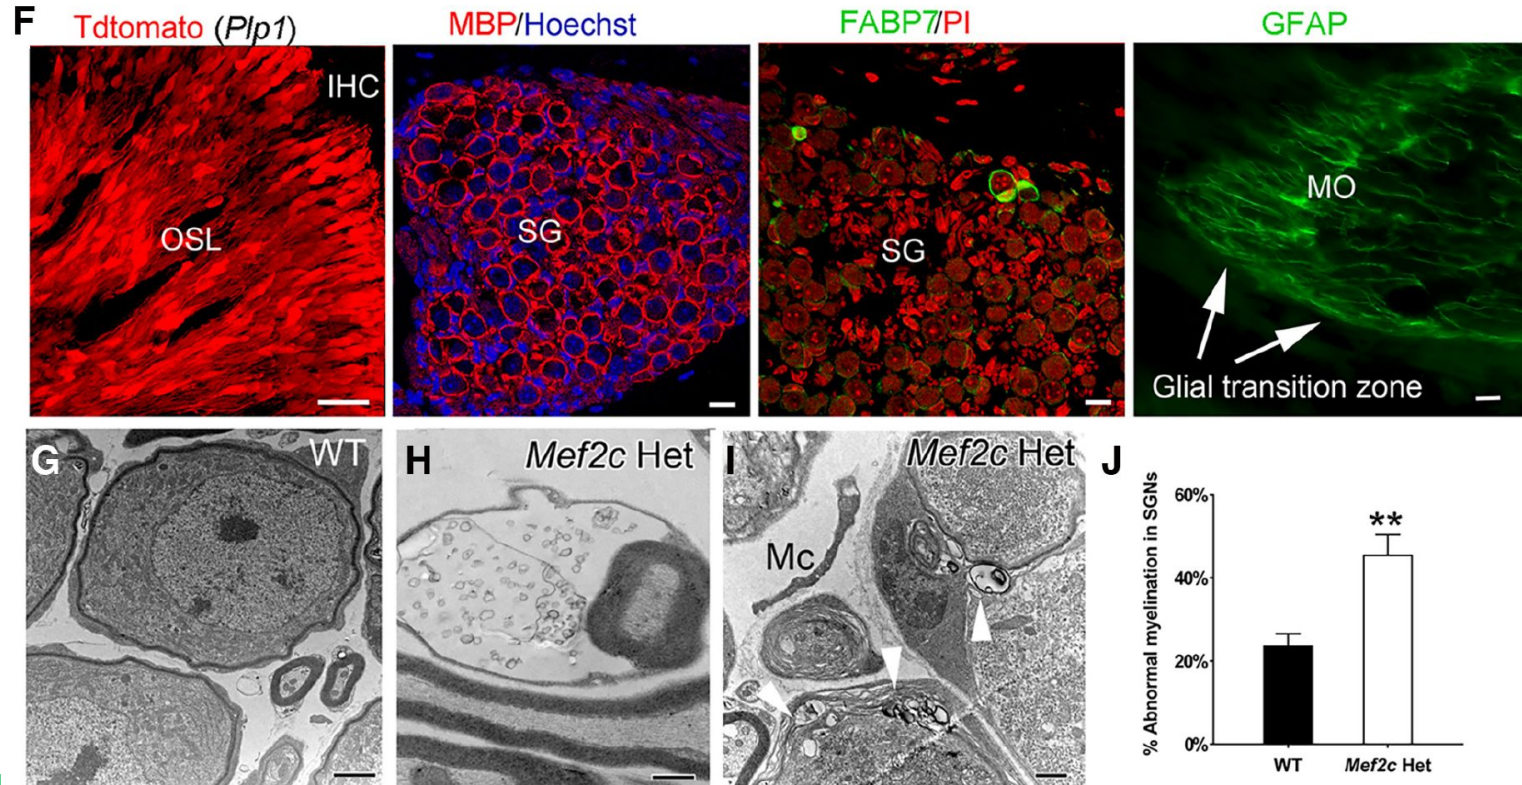 F
Tdtomato (Plp1)
MBP/Hoechst
FABP7/PI
GFAP
IHC
OSL
SG
SG
MO
Glial transition zone
G
WT
H
Mef2c Het
I
Mef2c Het
Mc
J
% Abnormal myelination in SGNs
60%
40%
20%
0%
**
WT
Mef2c Het